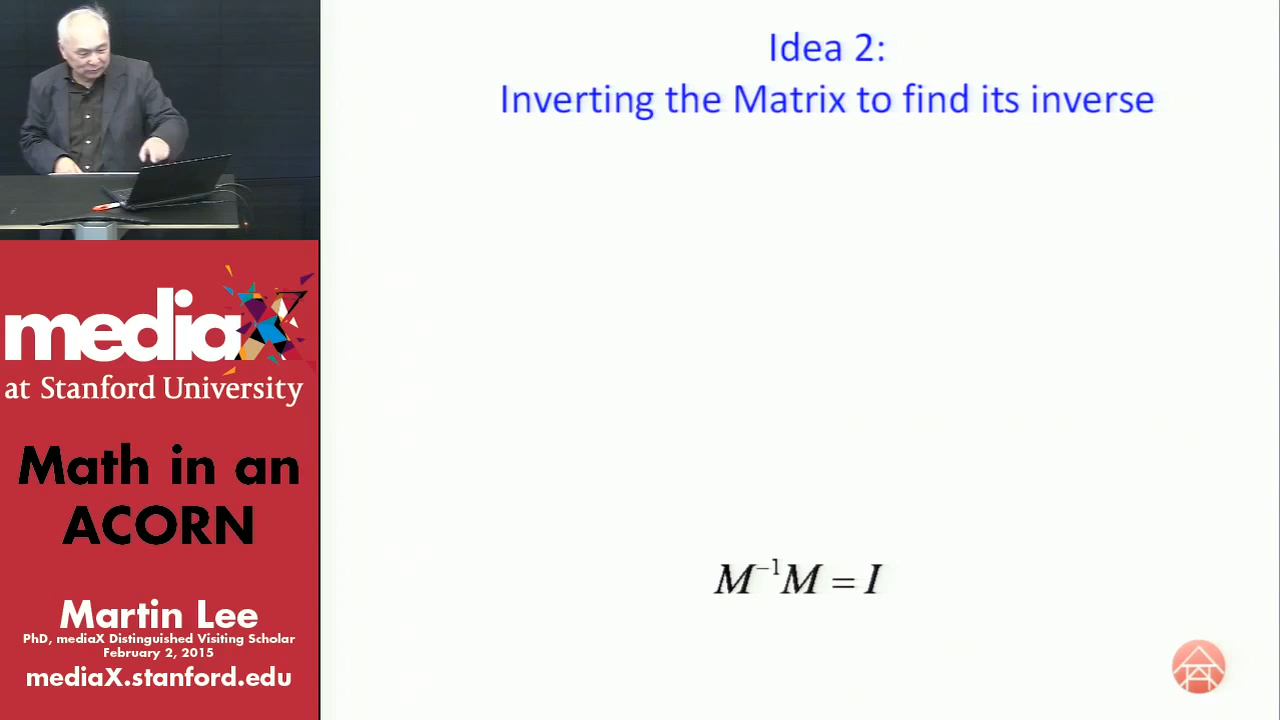 Idea 2:
Inverting the Matrix to find its inverse
M⁻¹M = I
mediaX
at Stanford University
Math in an
ACORN
Martin Lee
PhD, mediaX Distinguished Visiting Scholar
February 2, 2015
mediaX.stanford.edu